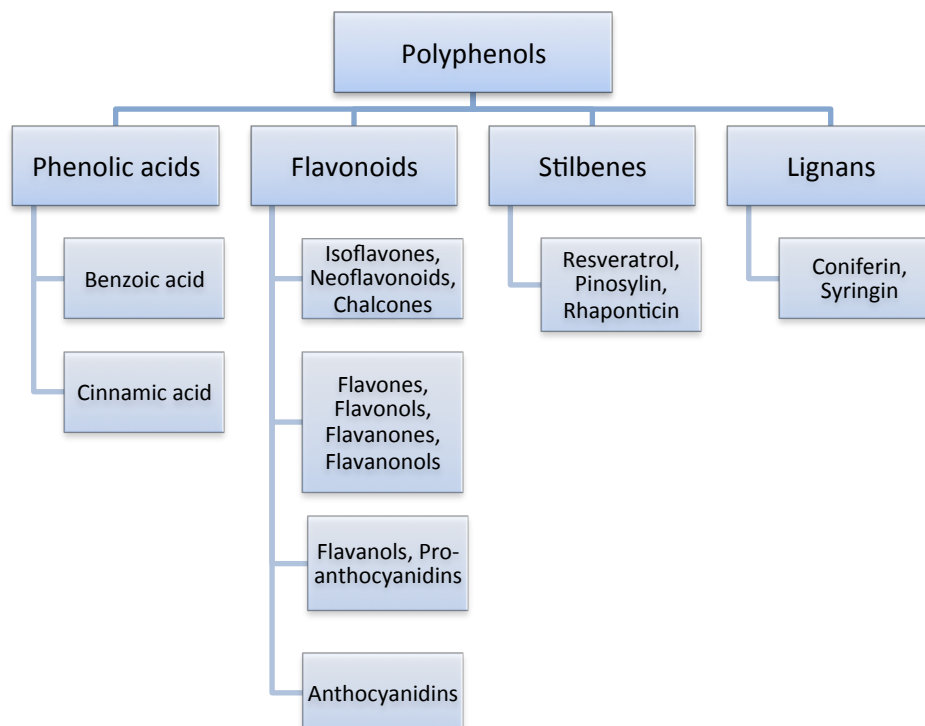 Polyphenols
Phenolic acids
Flavonoids
Stilbenes
Lignans
Benzoic acid
Cinnamic acid
Isoflavones,
Neoflavonoids,
Chalcones
Flavones,
Flavonols,
Flavanones,
Flavanonols
Flavanols, Pro-
anthocyanidins
Anthocyanidins
Resveratrol,
Pinosylin,
Rhaponticin
Coniferin,
Syringin